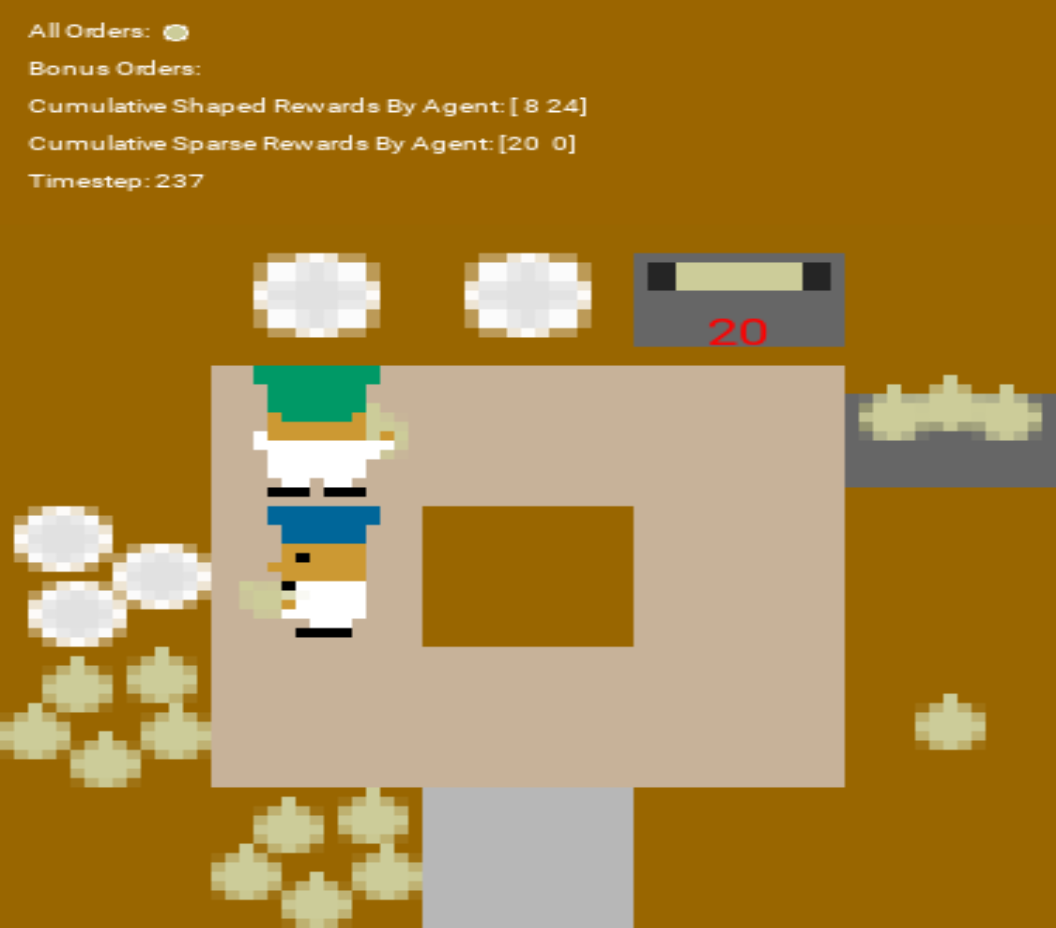 All Orders:
Bonus Orders:
Cumulative Shaped Rewards By Agent: [ 8 24]
Cumulative Sparse Rewards By Agent: [20  0]
Timestep: 237
20